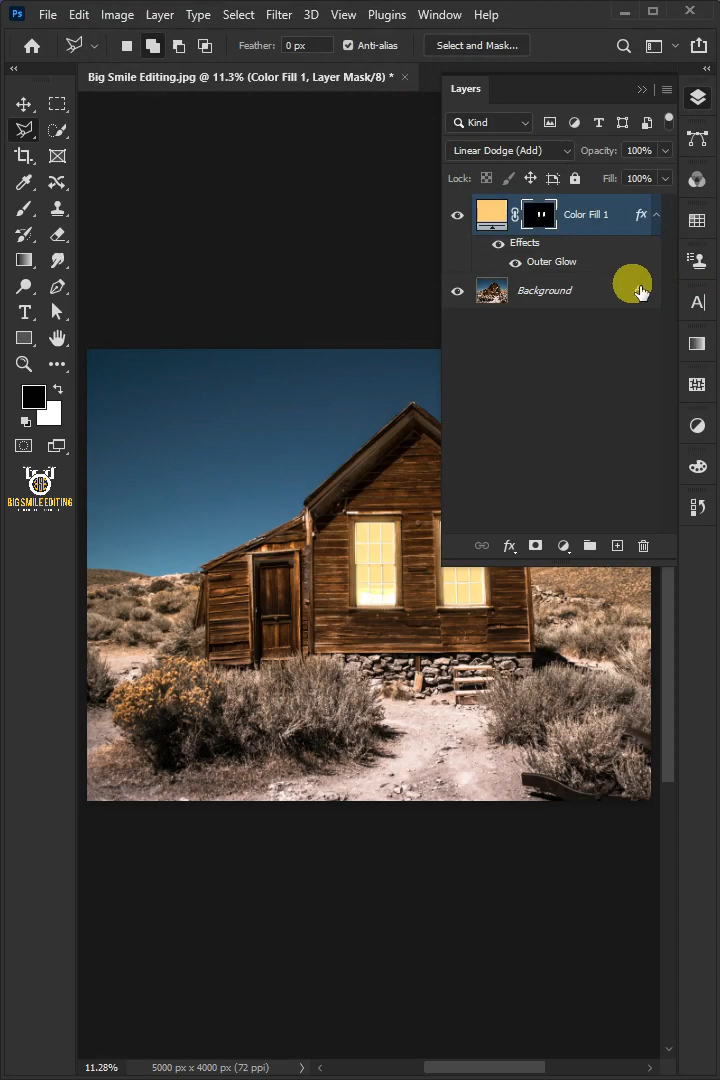 Ps File Edit Image Layer Type Select Filter 3D View Plugins Window Help
Feather: 0 px Anti-alias Select and Mask...
Big Smile Editing.jpg @ 11.3% (Color Fill 1, Layer Mask/8) * ×
Layers
Kind
Linear Dodge (Add) Opacity: 100%
Lock: Fill: 100%
Color Fill 1 fx
Effects
Outer Glow
Background
BIG SMILE EDITING
fx
11.28% 5000 px x 4000 px (72 ppi)